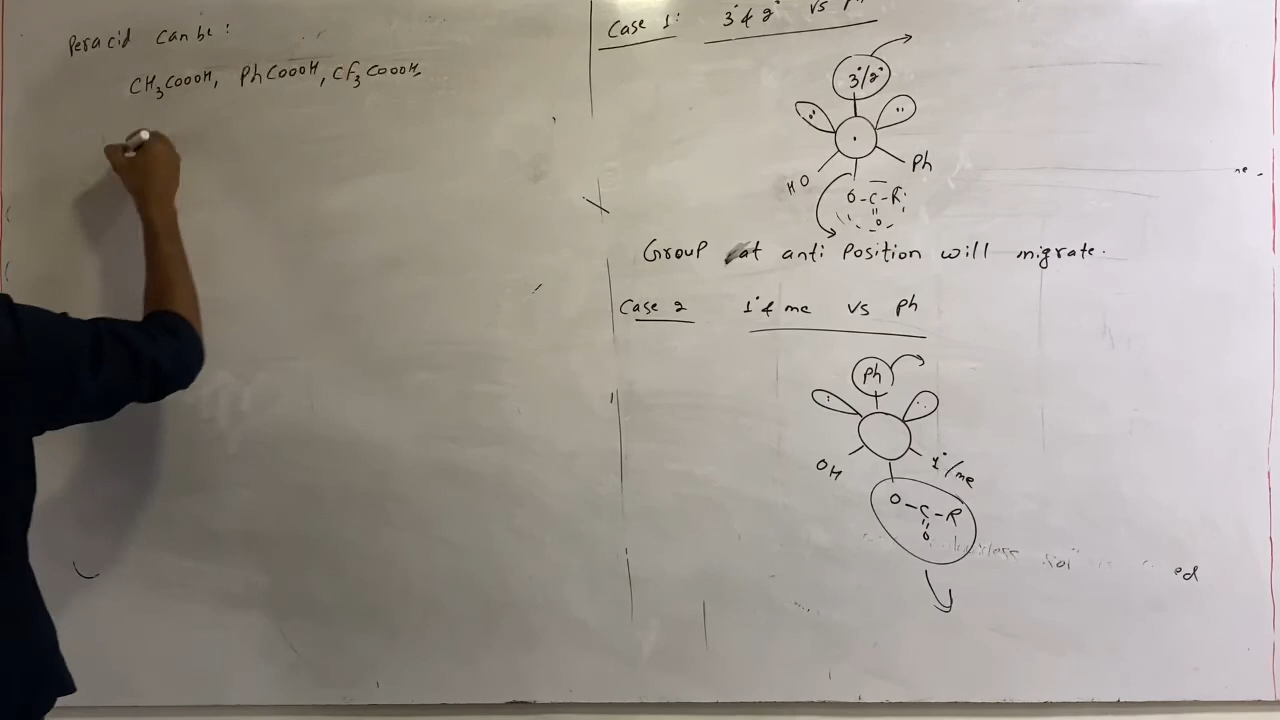 Peracid can be :
CH3COOOH, PhCOOOH, CF3COOOH,
Case 1: 3° & 2° vs Ph
3°/2°
Ph
HO
O-C-R
O
Group at anti Position will migrate.
Case 2 1° & me vs Ph
Ph
OH
1°/me
O-C-R
O